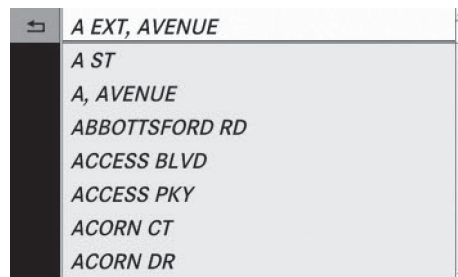 A EXT, AVENUE
A ST
A, AVENUE
ABBOTTSFORD RD
ACCESS BLVD
ACCESS PKY
ACORN CT
ACORN DR